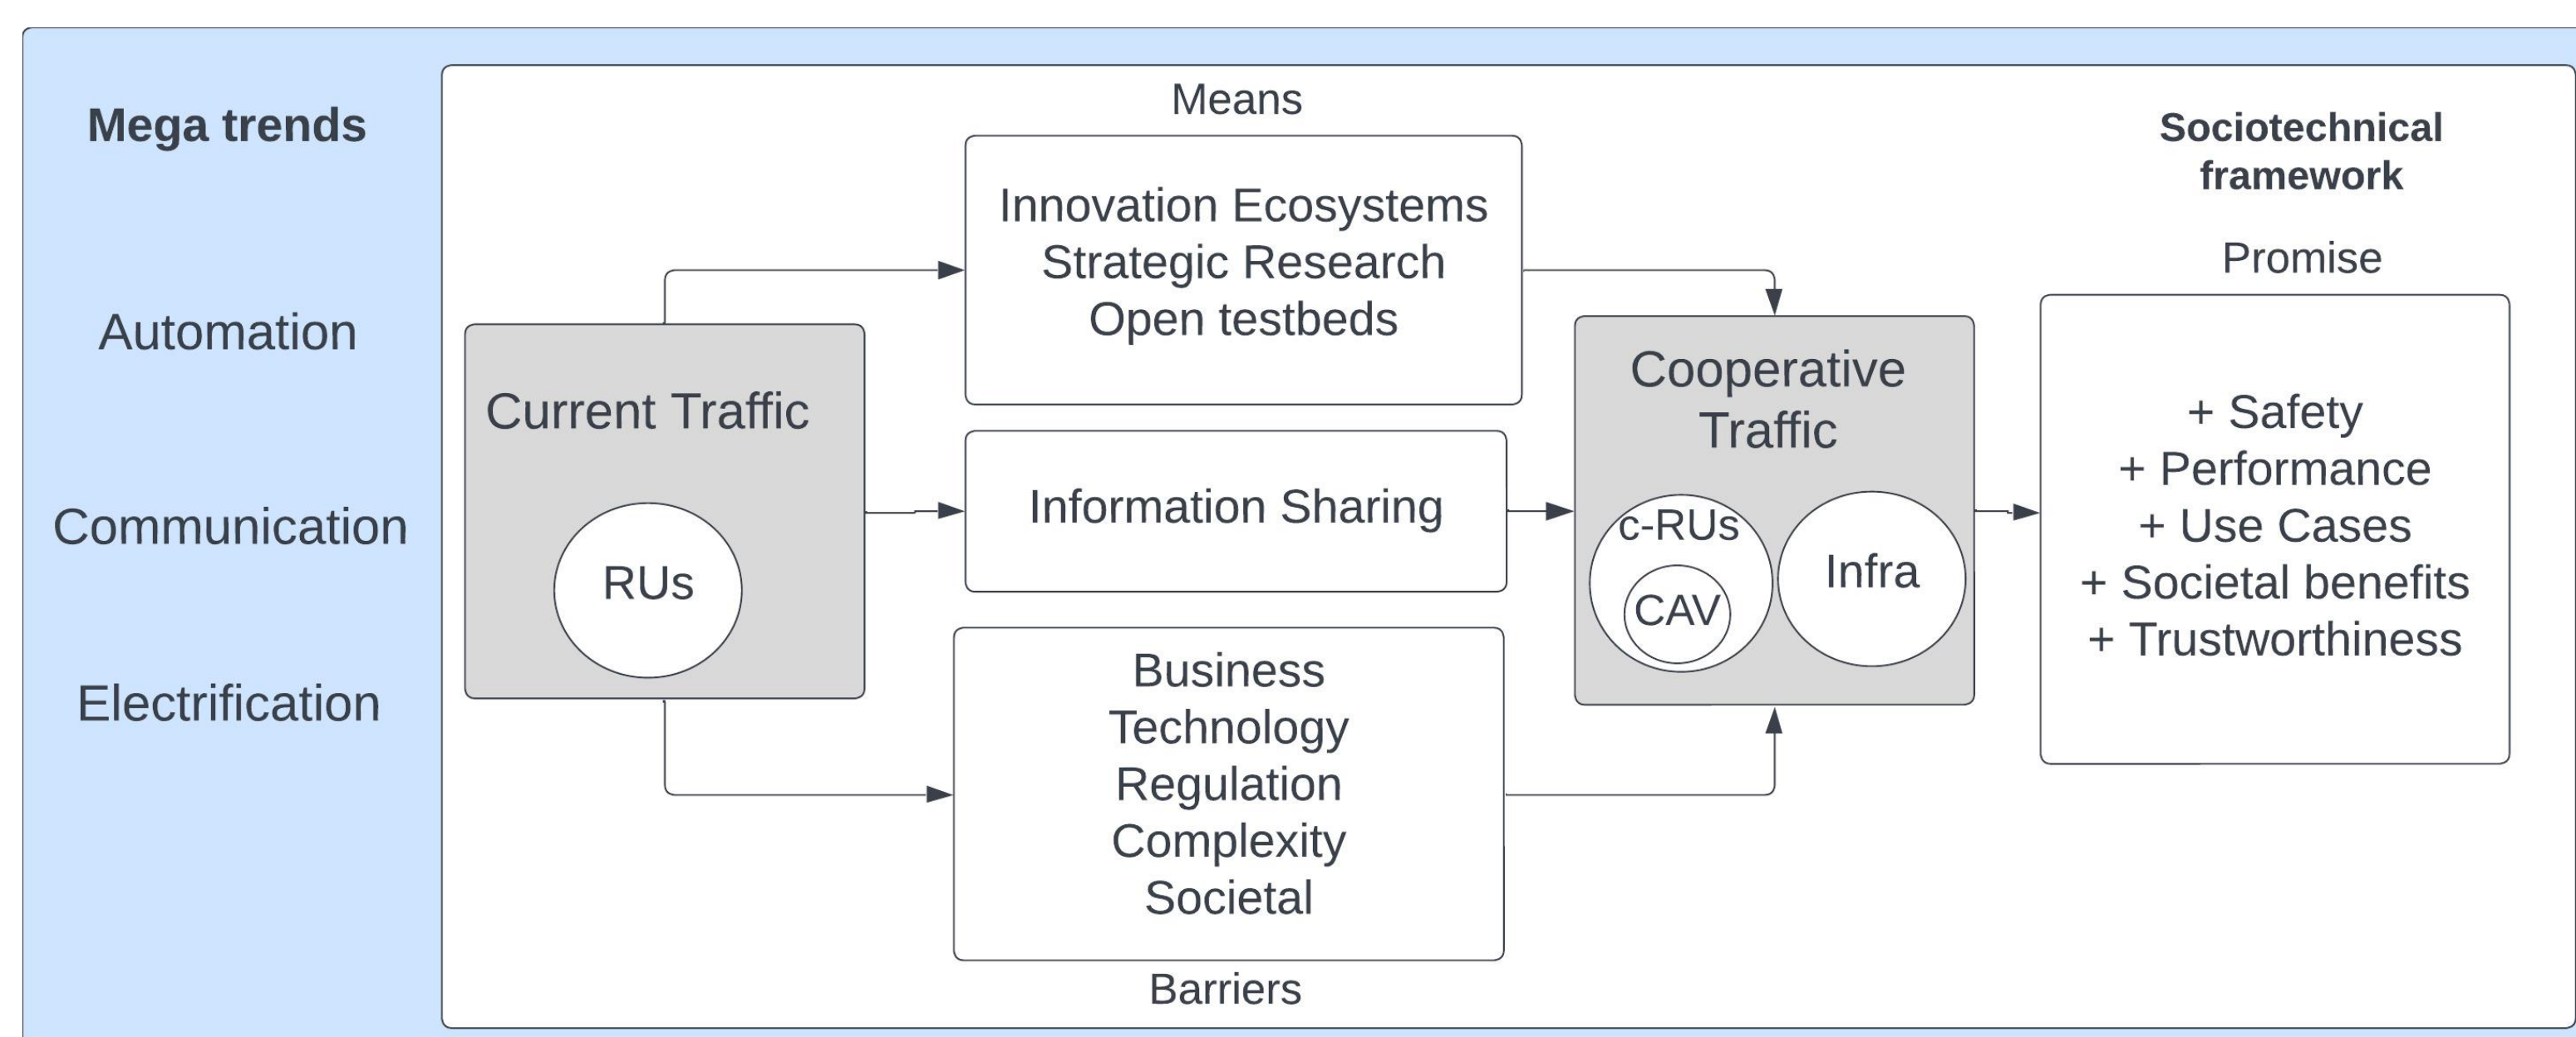 Mega trends
Automation
Communication
Electrification
Means
Innovation Ecosystems
Strategic Research
Open testbeds
Current Traffic
RUs
Information Sharing
Business
Technology
Regulation
Complexity
Societal
Barriers
Cooperative
Traffic
c-RUs
CAV
Infra
Sociotechnical
framework
Promise
+ Safety
+ Performance
+ Use Cases
+ Societal benefits
+ Trustworthiness